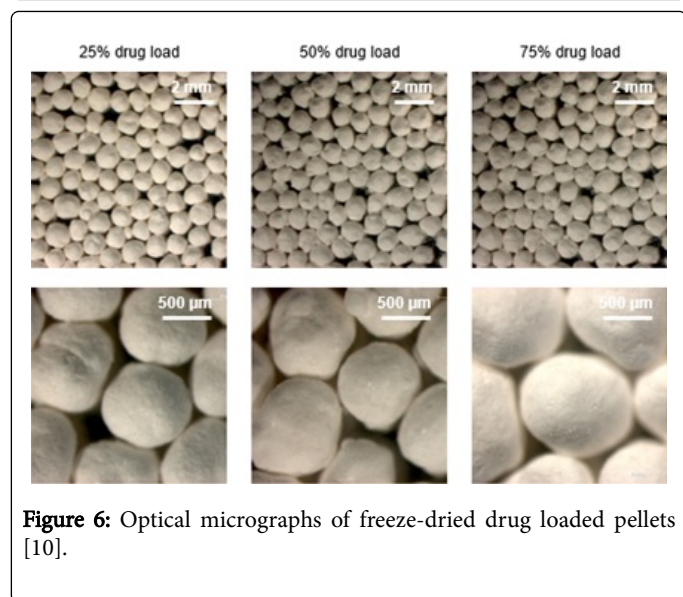 25% drug load 50% drug load 75% drug load
2 mm 2 mm 2 mm
500 µm 500 µm 500 µm
Figure 6: Optical micrographs of freeze-dried drug loaded pellets
[10].